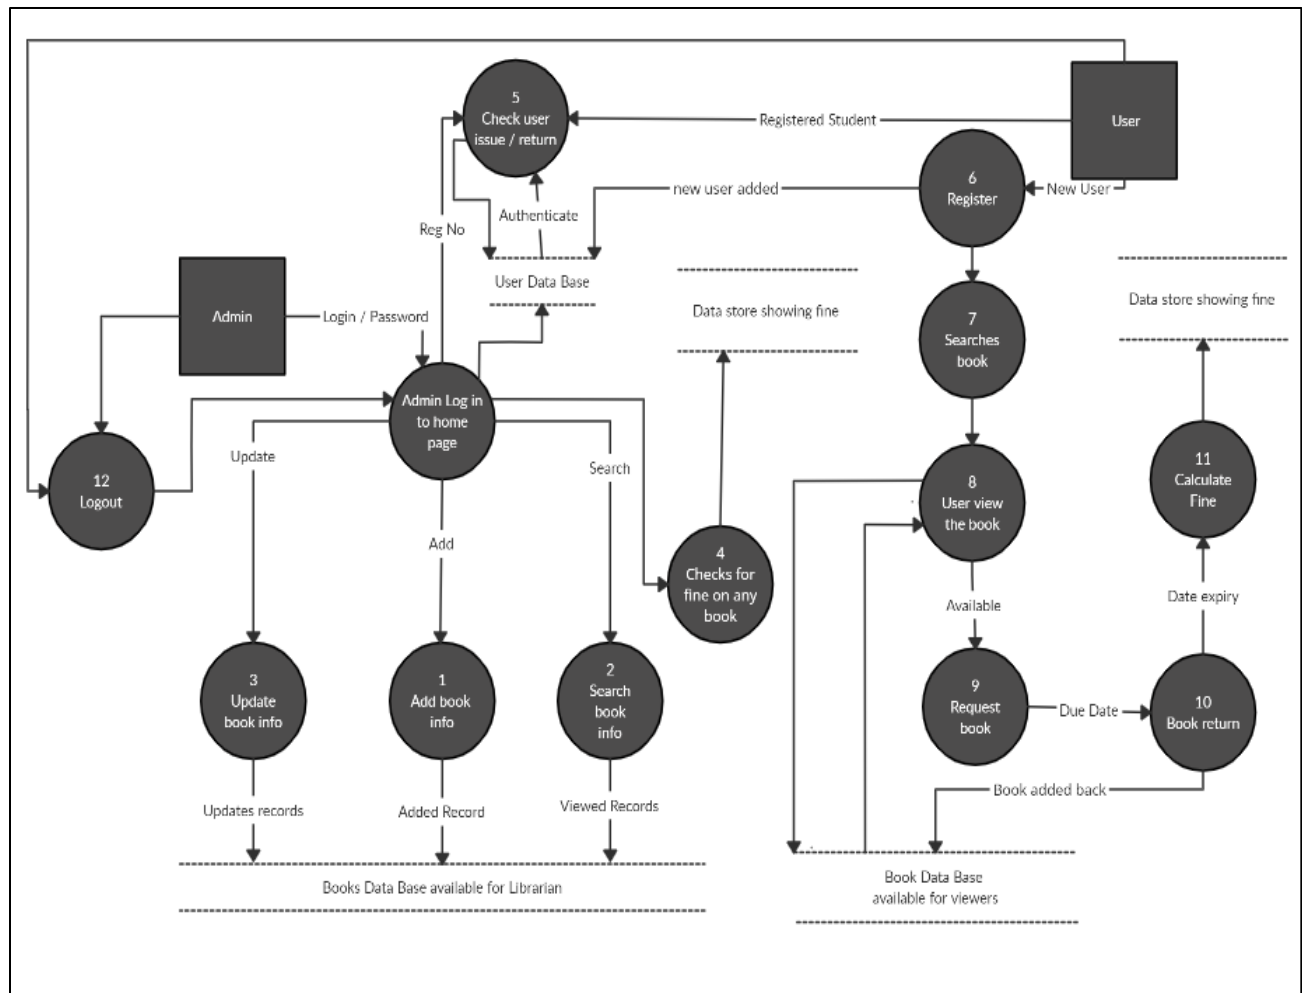 5
Check user
issue / return
Registered Student
User
6
Register
New User
new user added
Authenticate
Reg No
User Data Base
Admin
Login / Password
Data store showing fine
Data store showing fine
7
Searches
book
Admin Log in
to home
page
12
Logout
Update
Search
Add
8
User view
the book
11
Calculate
Fine
4
Checks for
fine on any
book
Available
Date expiry
3
Update
book info
1
Add book
info
2
Search
book
info
9
Request
book
Due Date
10
Book return
Updates records
Added Record
Viewed Records
Book added back
Books Data Base available for Librarian
Book Data Base
available for viewers